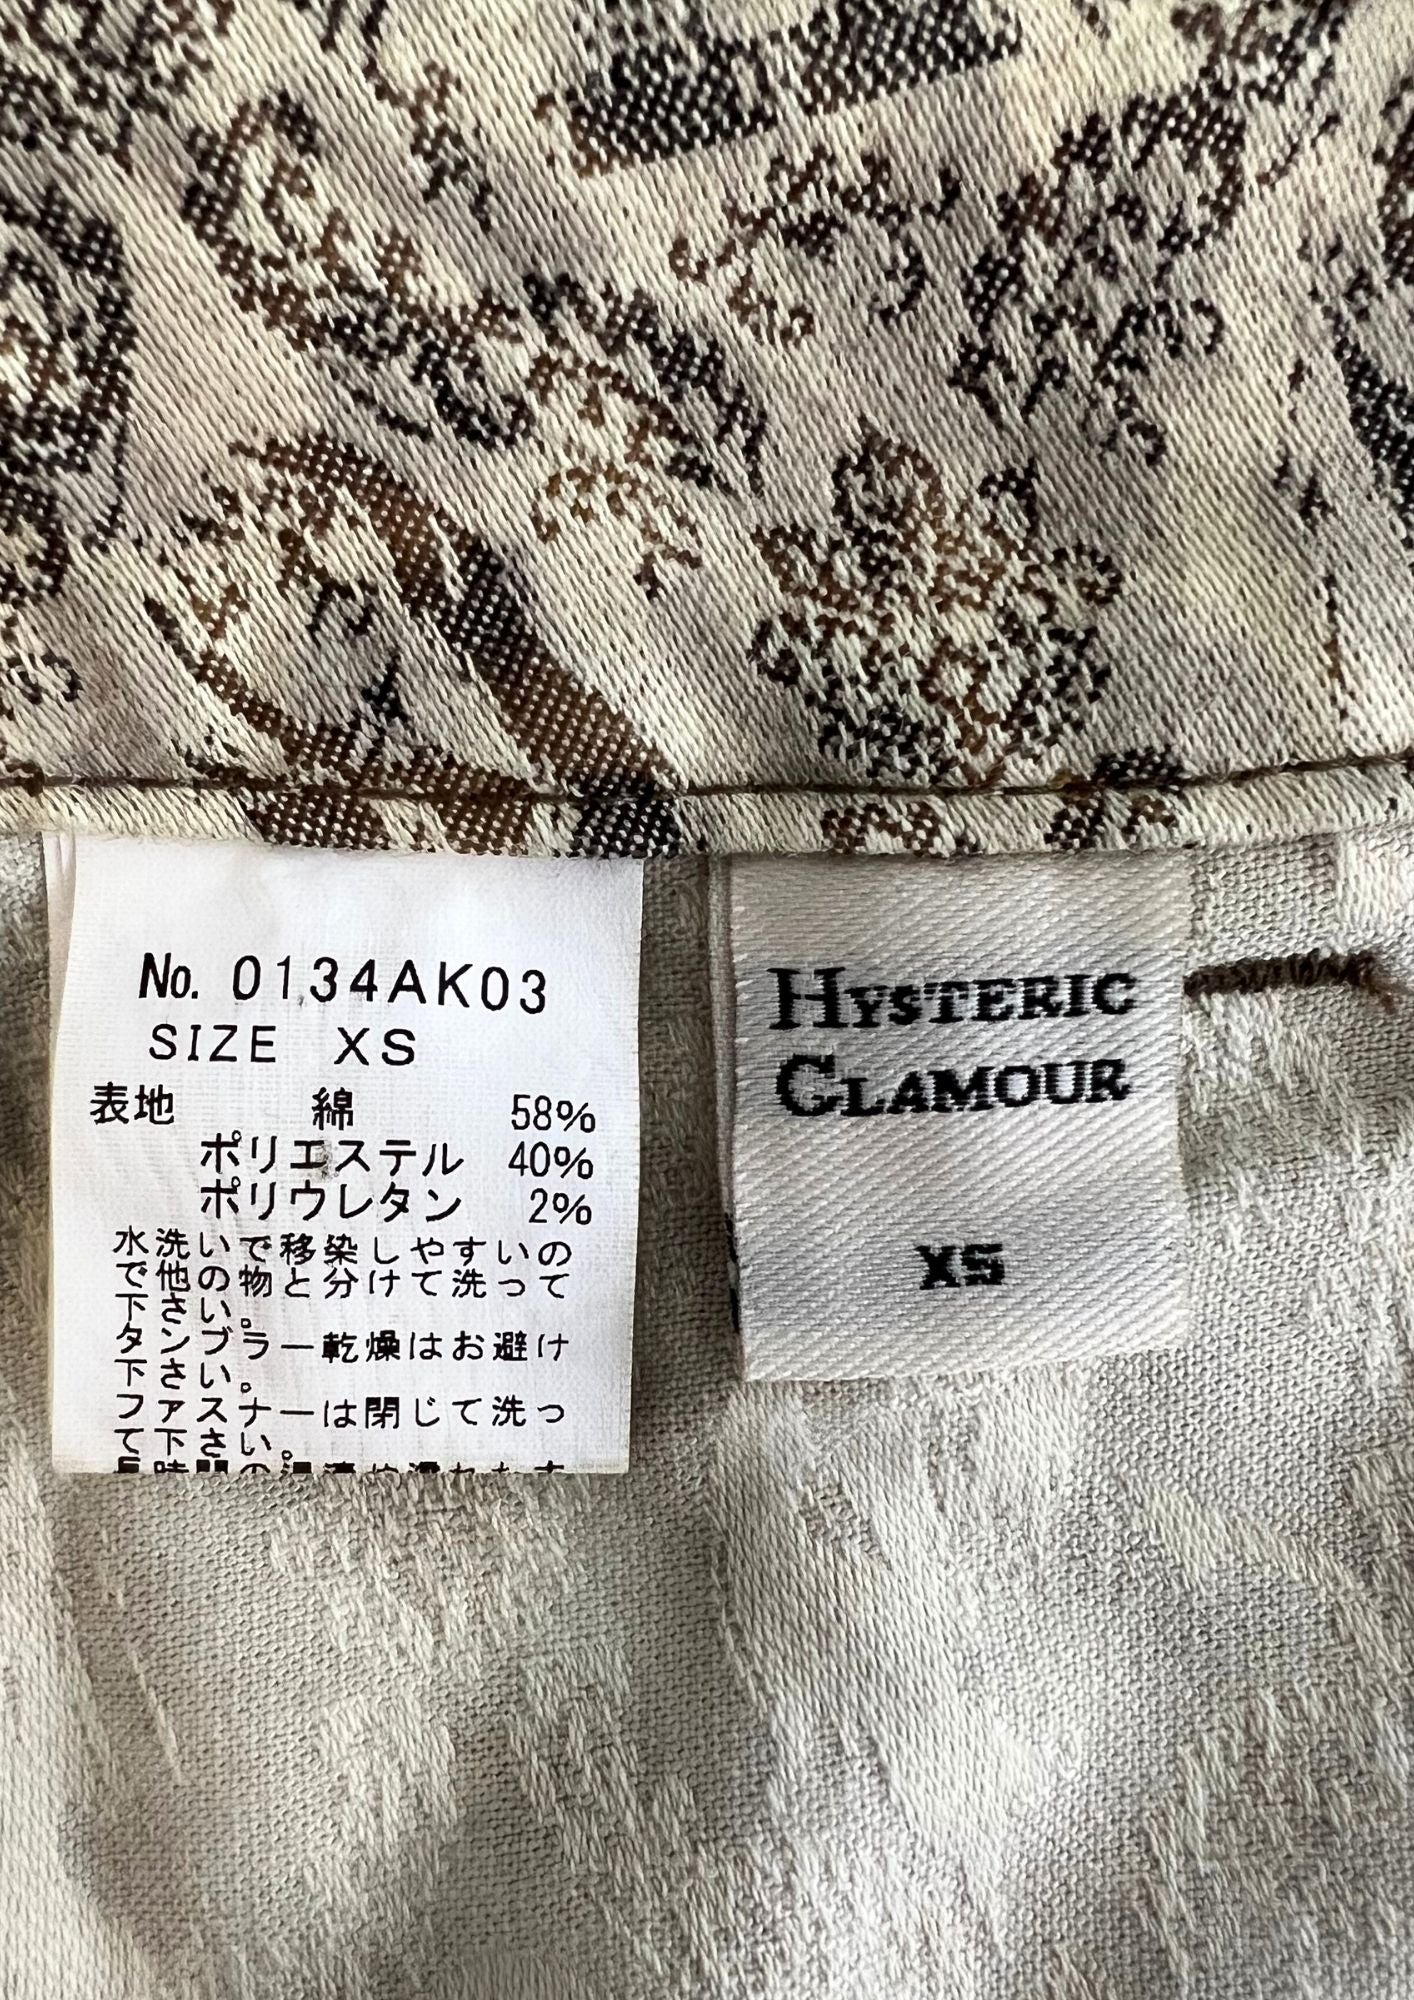 No. 0134AK03
SIZE XS
表地 綿 58%
ポリエステル 40%
ポリウレタン 2%
水洗いで移染しやすいの
で他の物と分けて洗って
下さい。
タンブラー乾燥はお避け
下さい。
ファスナーは閉じて洗っ
て下さい。
HYSTERIC
GLAMOUR
XS